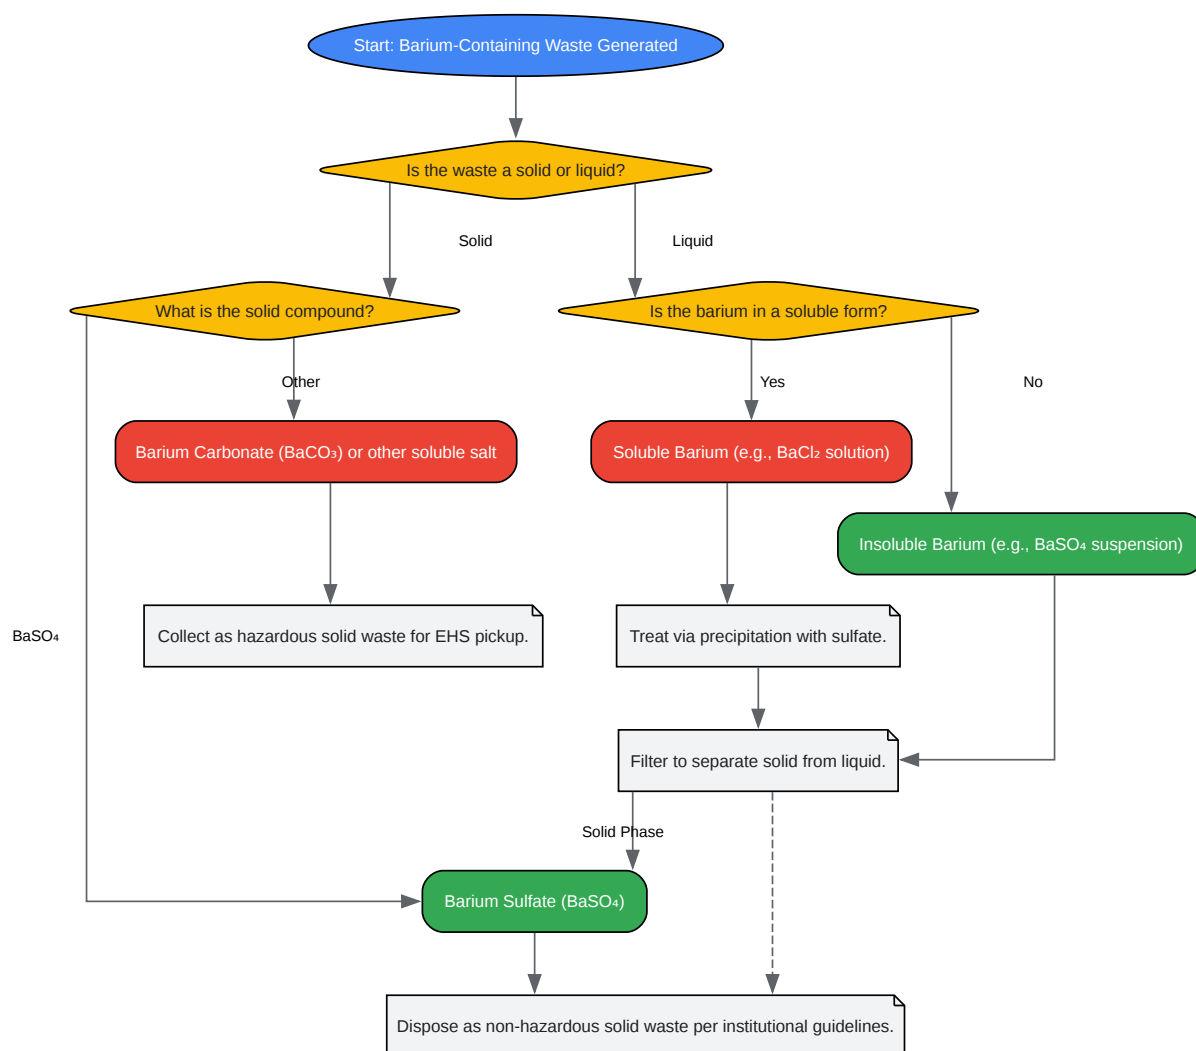 Start: Barium-Containing Waste Generated
Is the waste a solid or liquid?
Solid
Liquid
What is the solid compound?
Is the barium in a soluble form?
Other
Yes
No
Barium Carbonate (BaCO₃) or other soluble salt
Soluble Barium (e.g., BaCl₂ solution)
Insoluble Barium (e.g., BaSO₄ suspension)
BaSO₄
Collect as hazardous solid waste for EHS pickup.
Treat via precipitation with sulfate.
Filter to separate solid from liquid.
Solid Phase
Barium Sulfate (BaSO₄)
Dispose as non-hazardous solid waste per institutional guidelines.